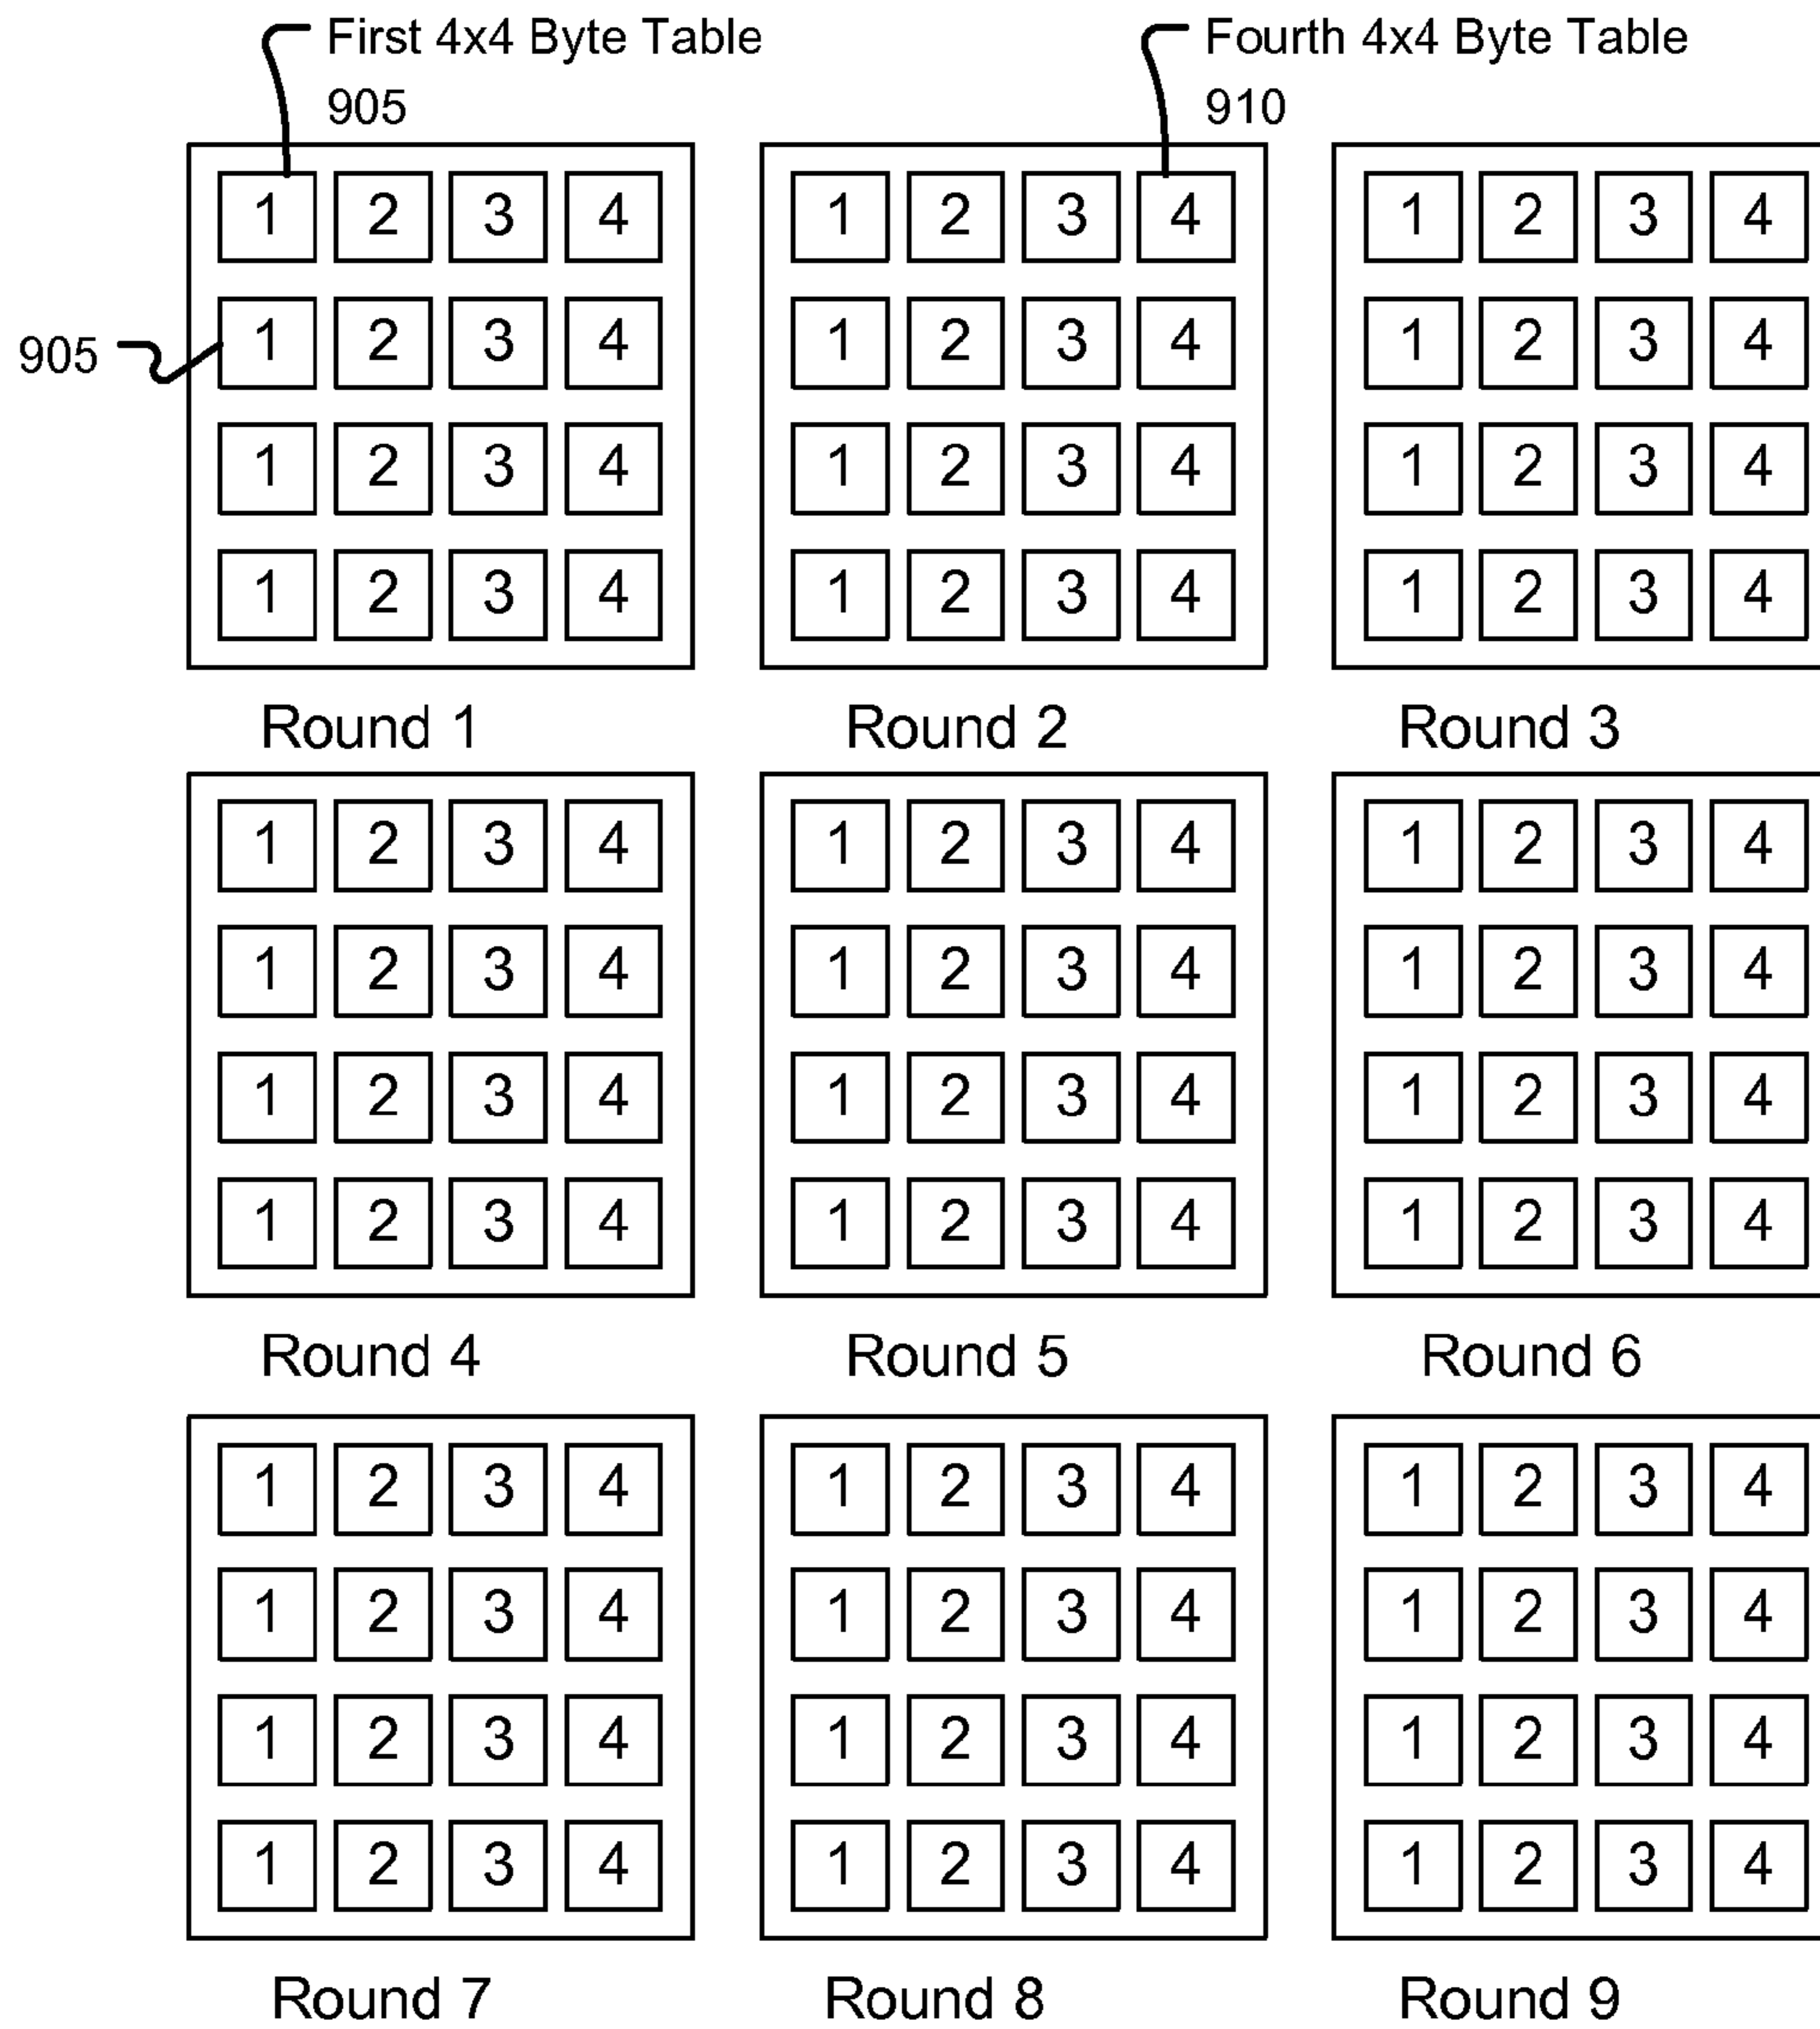 First 4x4 Byte Table
905
Fourth 4x4 Byte Table
910
1 2 3 4 1 2 3 4 1 2 3 4
905
1 2 3 4 1 2 3 4 1 2 3 4
1 2 3 4 1 2 3 4 1 2 3 4
1 2 3 4 1 2 3 4 1 2 3 4
Round 1 Round 2 Round 3
1 2 3 4 1 2 3 4 1 2 3 4
1 2 3 4 1 2 3 4 1 2 3 4
1 2 3 4 1 2 3 4 1 2 3 4
1 2 3 4 1 2 3 4 1 2 3 4
Round 4 Round 5 Round 6
1 2 3 4 1 2 3 4 1 2 3 4
1 2 3 4 1 2 3 4 1 2 3 4
1 2 3 4 1 2 3 4 1 2 3 4
1 2 3 4 1 2 3 4 1 2 3 4
Round 7 Round 8 Round 9